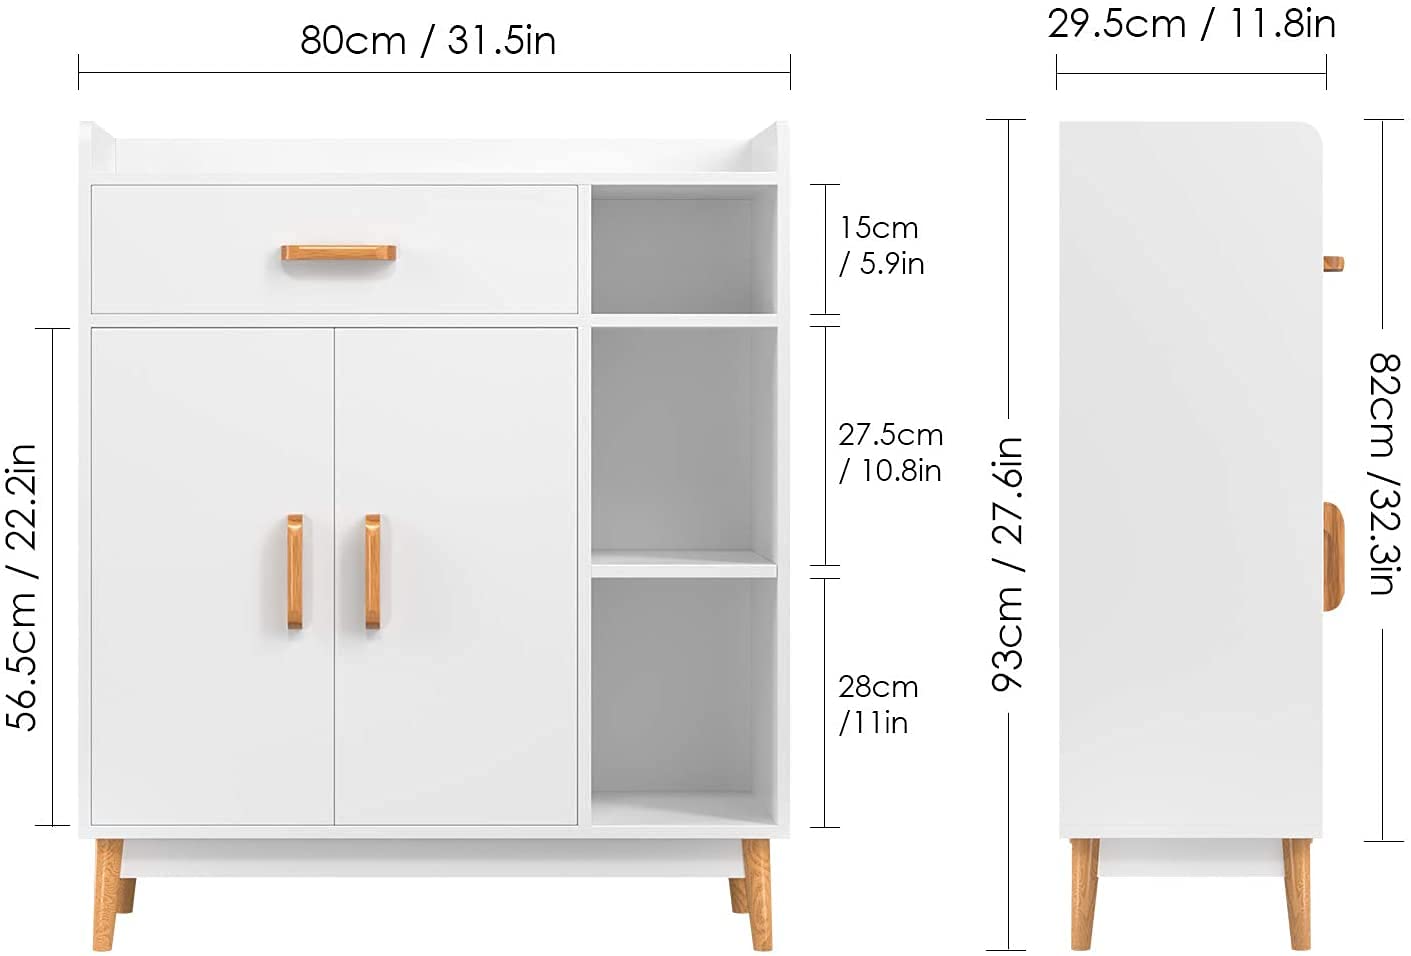 80cm / 31.5in
29.5cm / 11.8in
15cm
/ 5.9in
27.5cm
/ 10.8in
28cm
/11in
56.5cm / 22.2in
93cm / 27.6in
82cm /32.3in